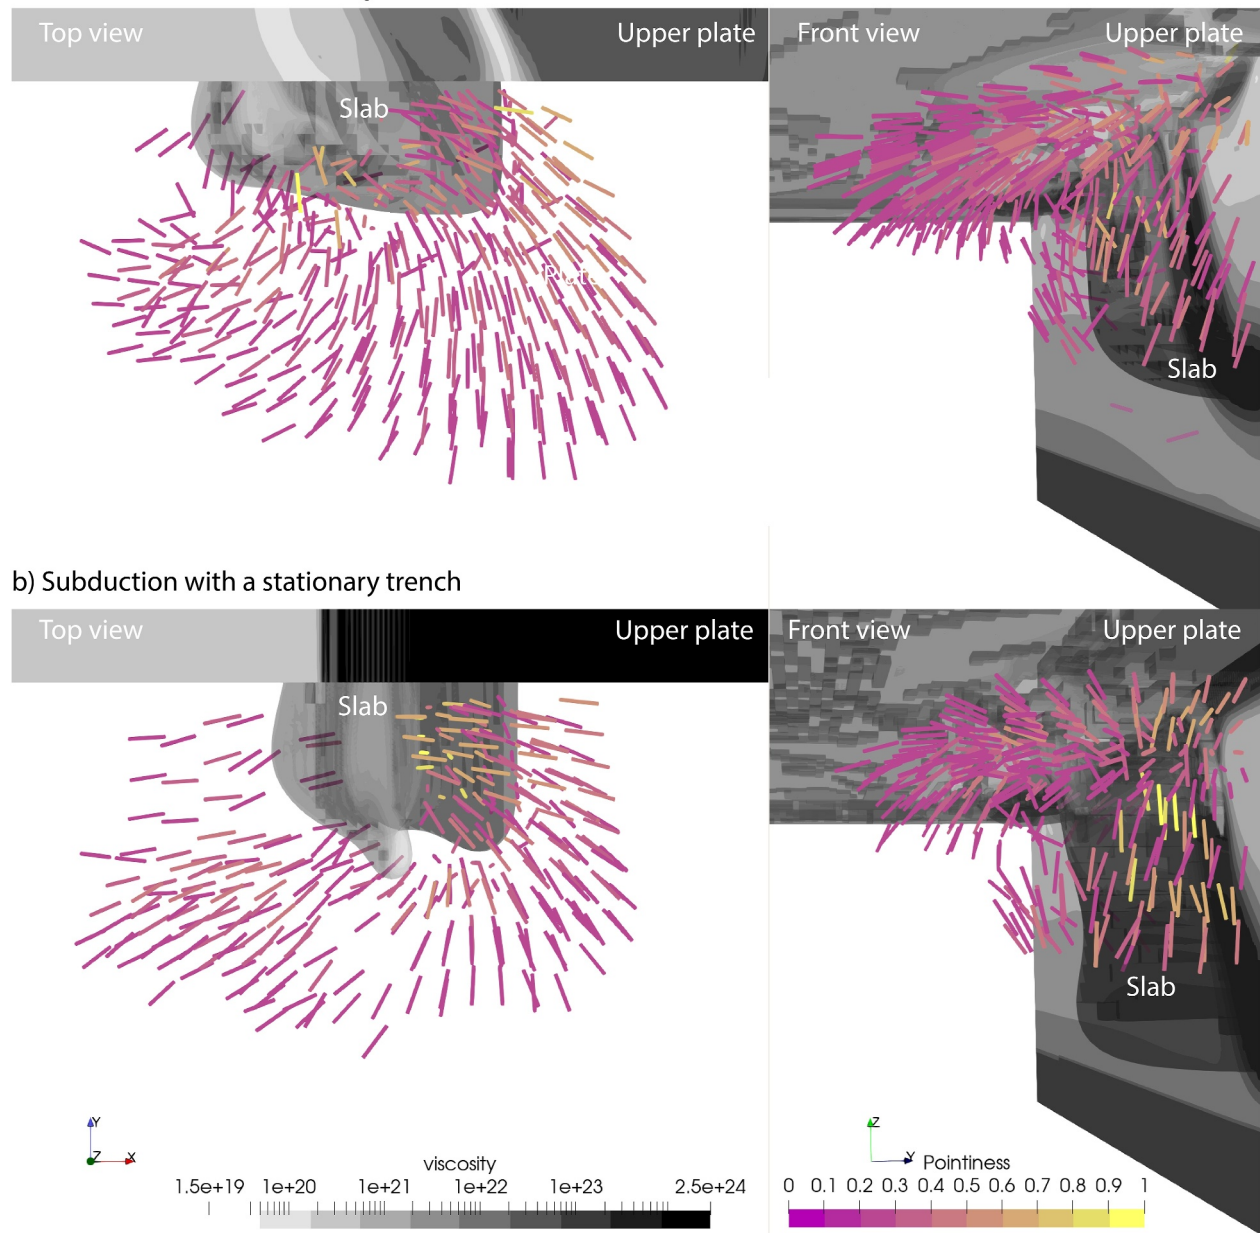 Top view
Upper plate
Front view
Upper plate
Slab
Plate
Slab
b) Subduction with a stationary trench
Top view
Upper plate
Front view
Upper plate
Slab
Slab
Y
Z
X
Z
Y
viscosity
1.5e+19 1e+20 1e+21 1e+22 1e+23 2.5e+24
Pointiness
0 0.1 0.2 0.3 0.4 0.5 0.6 0.7 0.8 0.9 1